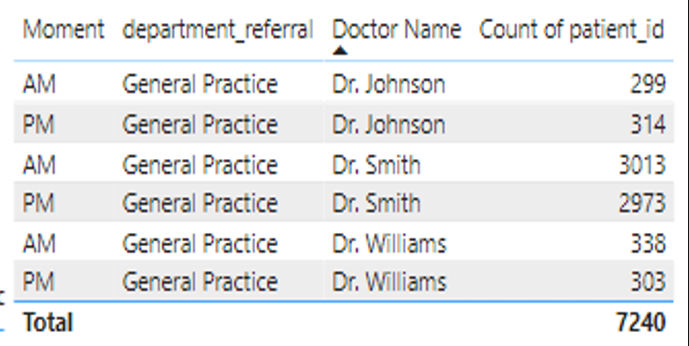 Moment department_referral Doctor Name Count of patient_id
AM General Practice Dr. Johnson 299
PM General Practice Dr. Johnson 314
AM General Practice Dr. Smith 3013
PM General Practice Dr. Smith 2973
AM General Practice Dr. Williams 338
PM General Practice Dr. Williams 303
Total 7240